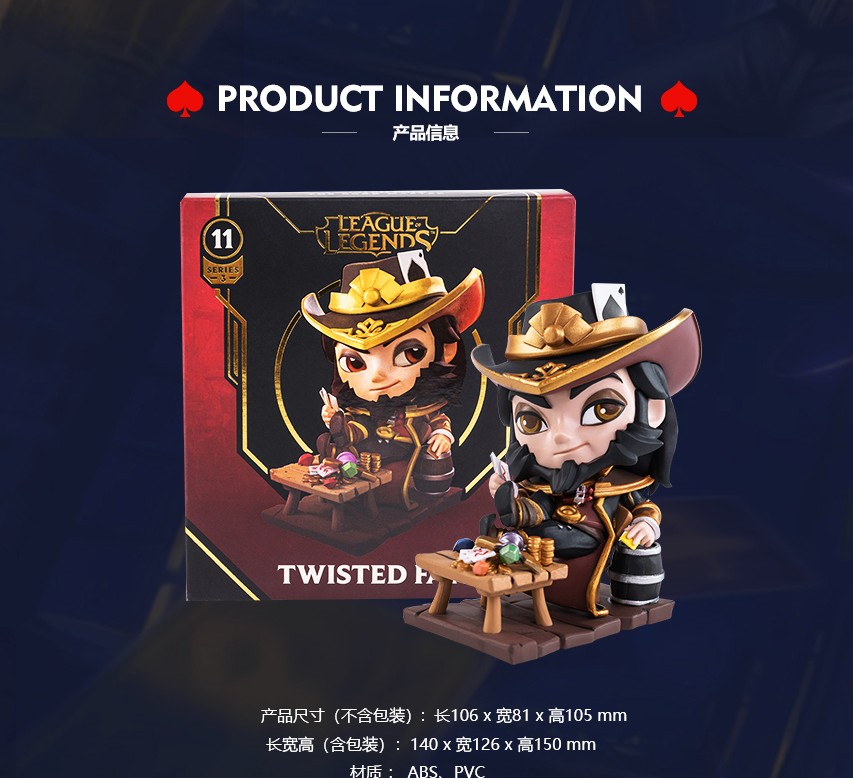 PRODUCT INFORMATION
产品信息
11
SERIES
3
LEAGUE OF
LEGENDS
TWISTED FA
产品尺寸（不含包装）: 长106 x 宽81 x 高105 mm
长宽高（含包装）: 140 x 宽126 x 高150 mm
材质： ABS、PVC